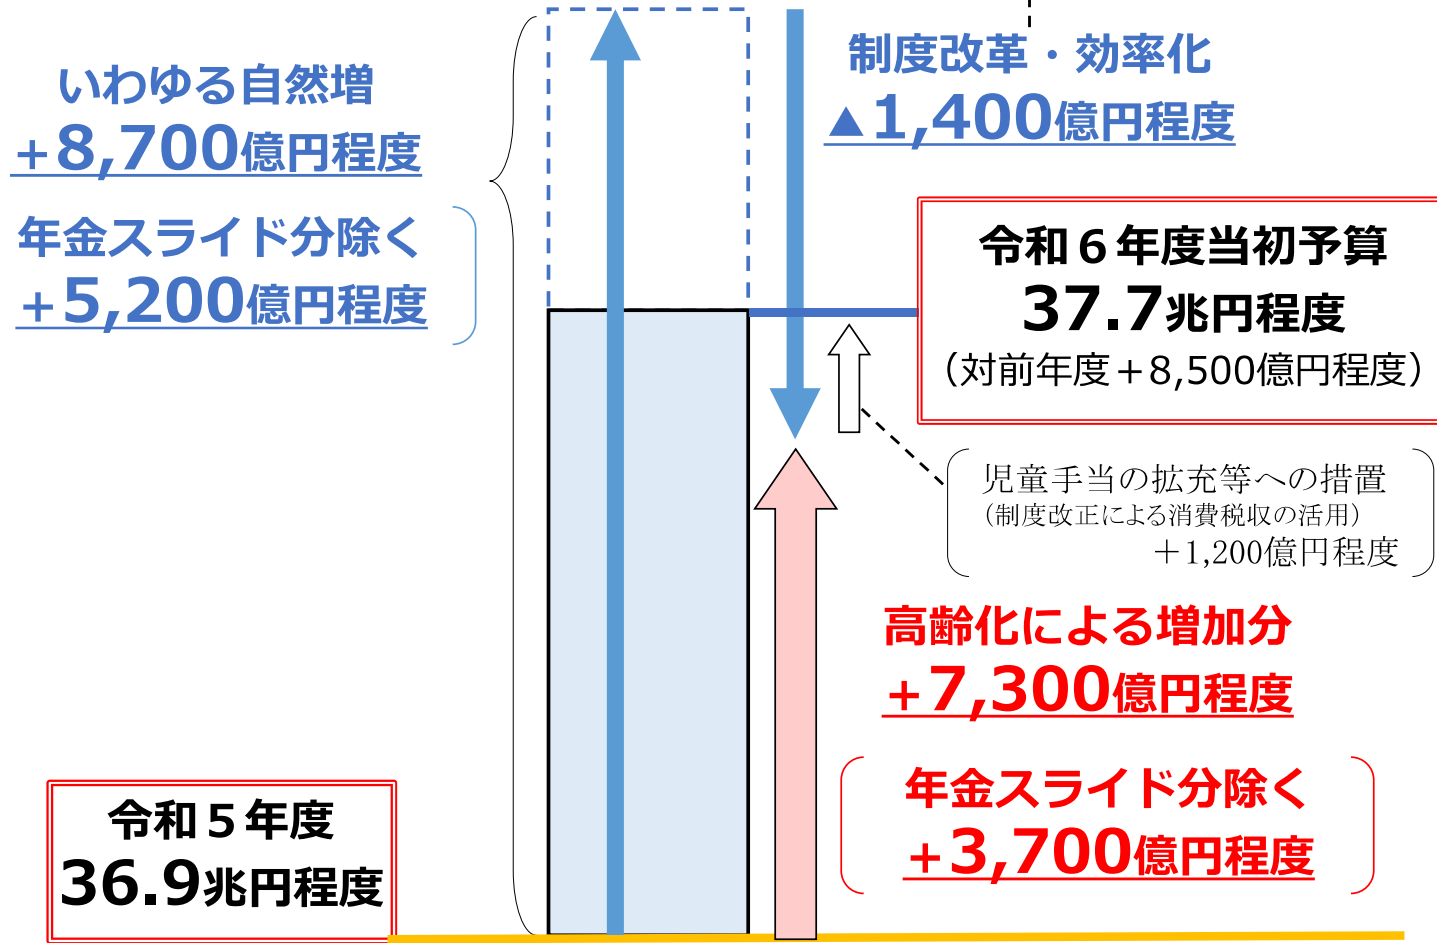 制度改革・効率化
▲1,400億円程度
いわゆる自然増
+8,700億円程度
年金スライド分除く
+5,200億円程度
令和６年度当初予算
37.7兆円程度
（対前年度+8,500億円程度）
児童手当の拡充等への措置
（制度改正による消費税収の活用）
＋1,200億円程度
高齢化による増加分
+7,300億円程度
年金スライド分除く
+3,700億円程度
令和５年度
36.9兆円程度